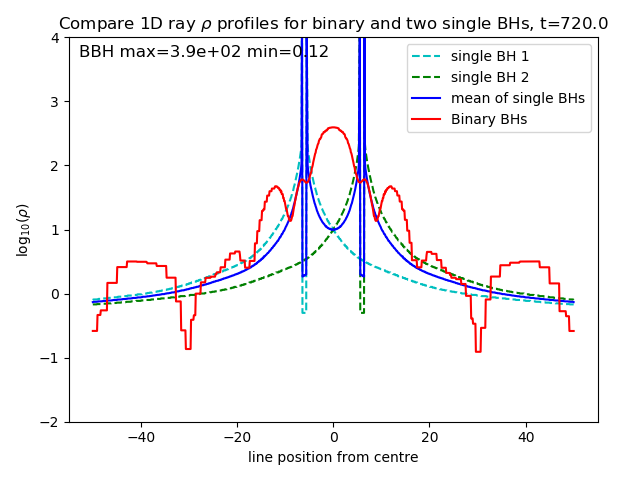 Compare 1D ray ρ profiles for binary and two single BHs, t=720.0
BBH max=3.9e+02 min=0.12
single BH 1
single BH 2
mean of single BHs
Binary BHs
log₁₀(ρ)
4
3
2
1
0
−1
−2
−40
−20
0
20
40
line position from centre